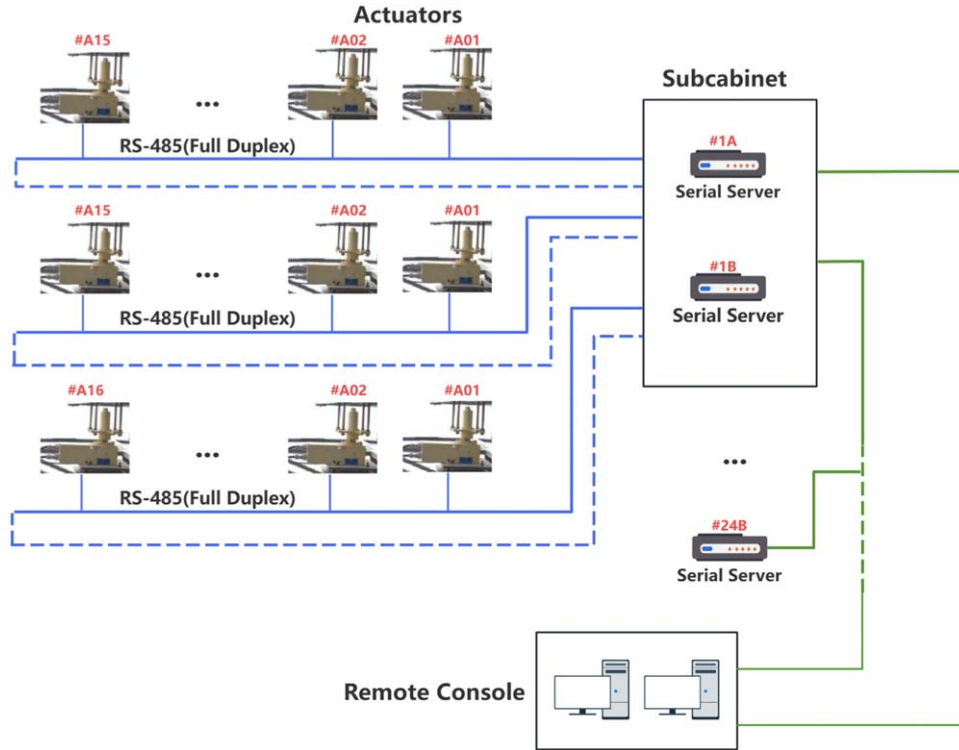 Actuators
#A15
#A02
#A01
...
RS-485(Full Duplex)
Subcabinet
#1A
Serial Server
#A15
#A02
#A01
...
RS-485(Full Duplex)
#1B
Serial Server
#A16
#A02
#A01
...
RS-485(Full Duplex)
...
#24B
Serial Server
Remote Console